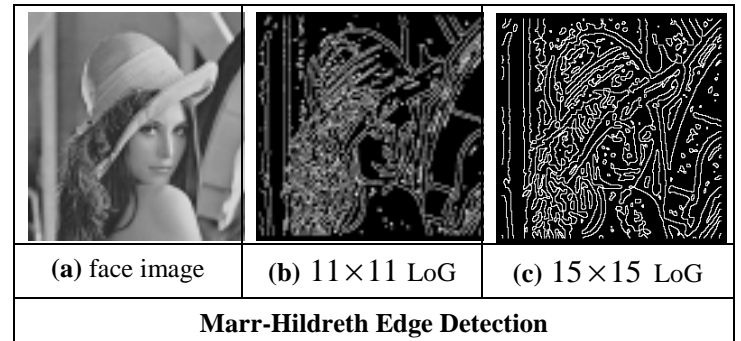 (a) face image (b) 11×11 LoG (c) 15×15 LoG
Marr-Hildreth Edge Detection